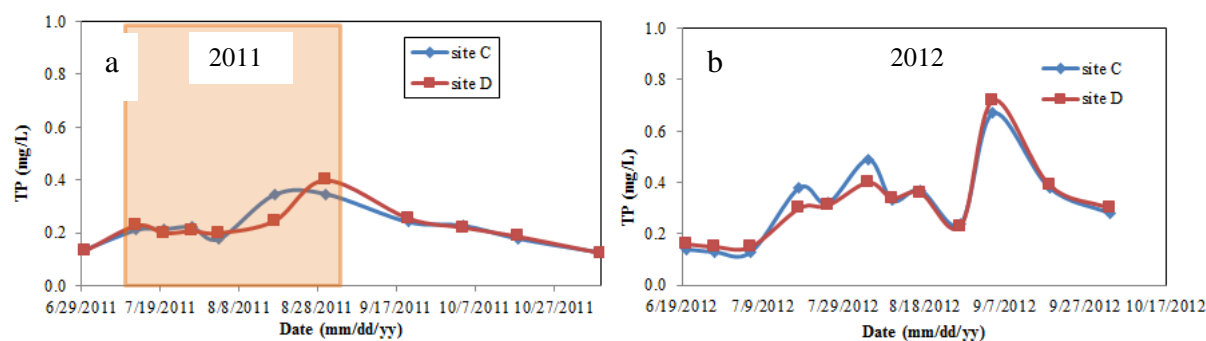 a
2011
site C
site D
TP (mg/L)
1.0
0.8
0.6
0.4
0.2
0.0
6/29/2011 7/19/2011 8/8/2011 8/28/2011 9/17/2011 10/7/2011 10/27/2011
Date (mm/dd/yy)
b
2012
site C
site D
TP (mg/L)
1.0
0.8
0.6
0.4
0.2
0.0
6/19/2012 7/9/2012 7/29/2012 8/18/2012 9/7/2012 9/27/2012 10/17/2012
Date (mm/dd/yy)